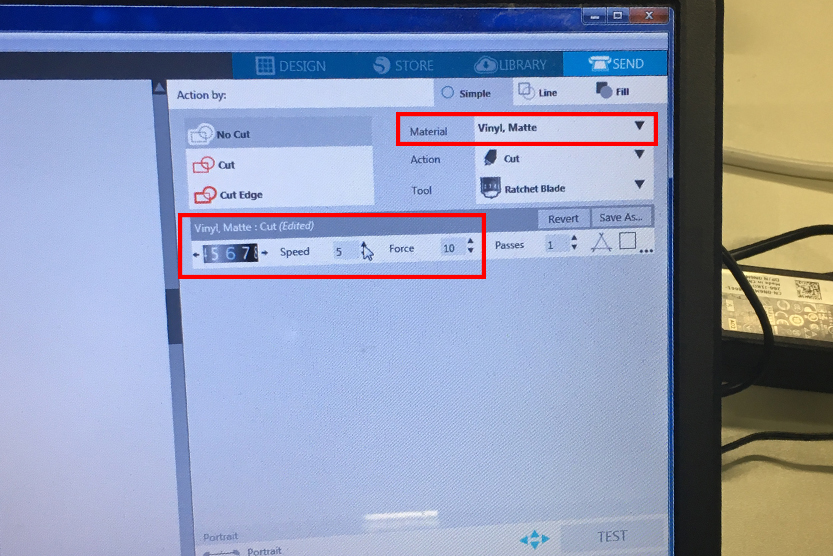 DESIGN STORE LIBRARY SEND
Action by: Simple Line Fill
No Cut
Cut
Cut Edge
Material Vinyl, Matte
Action Cut
Tool Ratchet Blade
Vinyl, Matte : Cut (Edited) Revert Save As...
5 6 7 8 Speed 5 Force 10 Passes 1
Portrait
Portrait
TEST